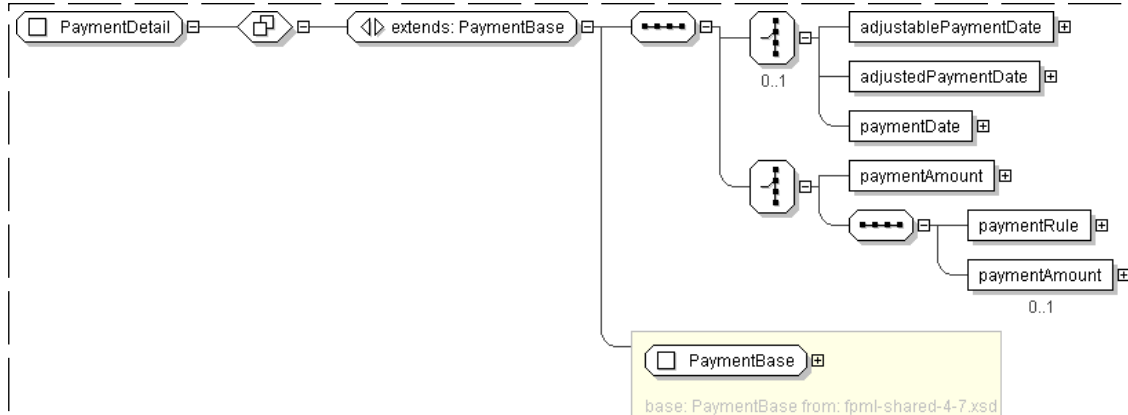 PaymentDetail
extends: PaymentBase
adjustablePaymentDate
0..1
adjustedPaymentDate
paymentDate
paymentAmount
paymentRule
paymentAmount
0..1
PaymentBase
base: PaymentBase from: fpml-shared-4-7.xsd